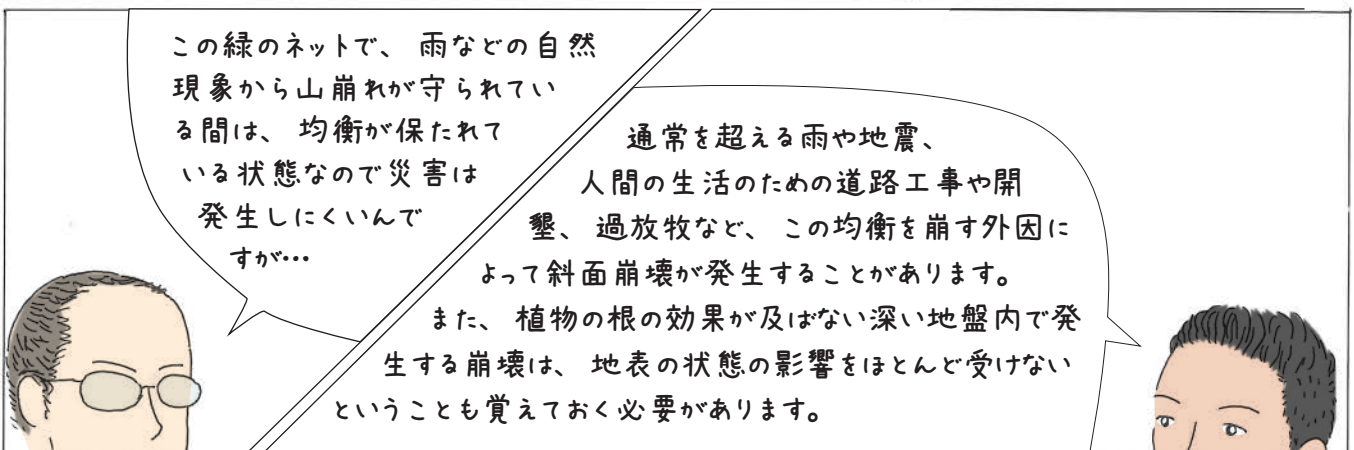 この緑のネットで、 雨などの自然
現象から山崩れが守られてい
る間は、 均衡が保たれて
いる状態なので災害は
発生しにくいんで
すが…
通常を超える雨や地震、
人間の生活のための道路工事や開
墾、 過放牧など、 この均衡を崩す外因に
よって斜面崩壊が発生することがあります。
また、 植物の根の効果が及ばない深い地盤内で発
生する崩壊は、 地表の状態の影響をほとんど受けない
ということも覚えておく必要があります。